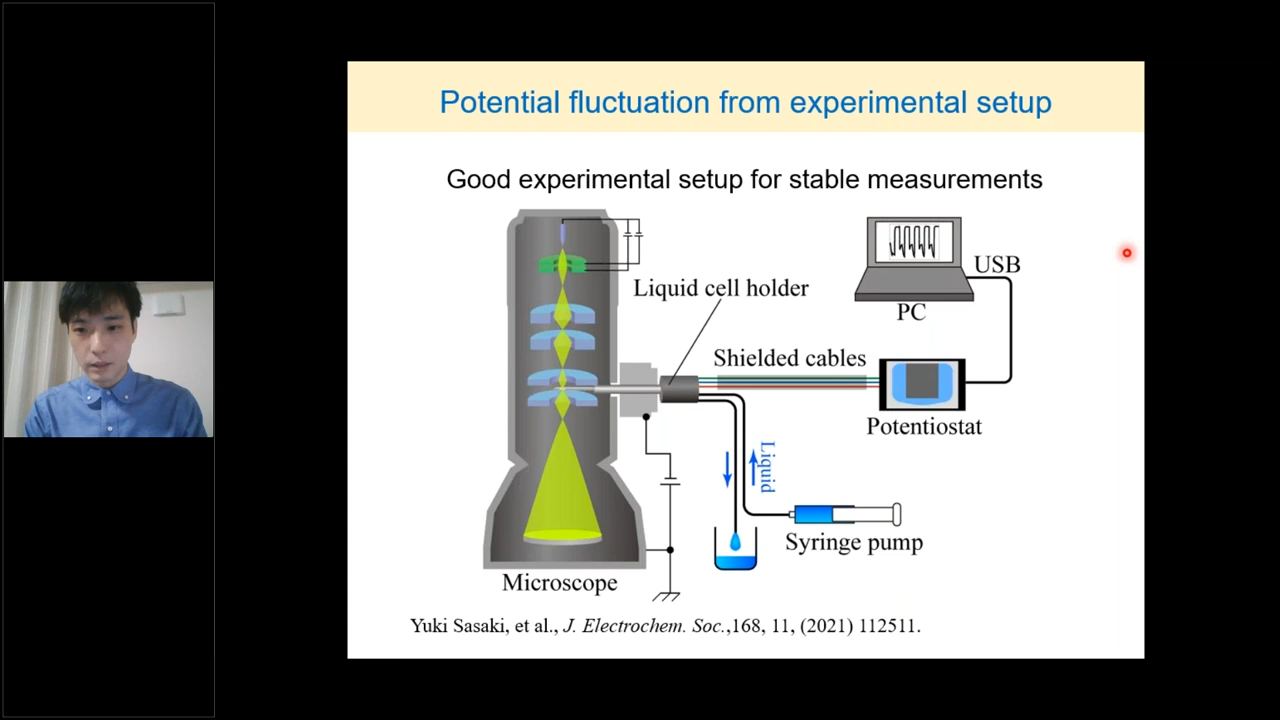 Potential fluctuation from experimental setup
Good experimental setup for stable measurements
Liquid cell holder
USB
PC
Shielded cables
Potentiostat
Liquid
Syringe pump
Microscope
Yuki Sasaki, et al., J. Electrochem. Soc.,168, 11, (2021) 112511.